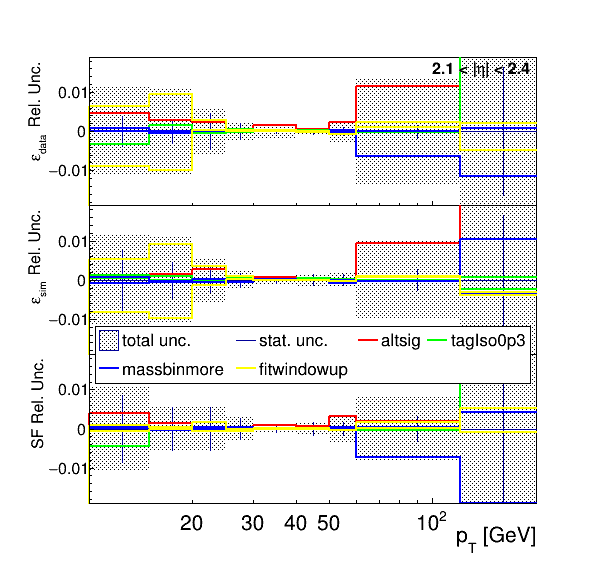 2.1 < |η| < 2.4
ε_data Rel. Unc.
0.01
0
−0.01
ε_sim Rel. Unc.
0.01
0
−0.01
total unc. stat. unc. altsig tagIso0p3
massbinmore fitwindowup
SF Rel. Unc.
0.01
0
−0.01
20 30 40 50 10²
p_T [GeV]